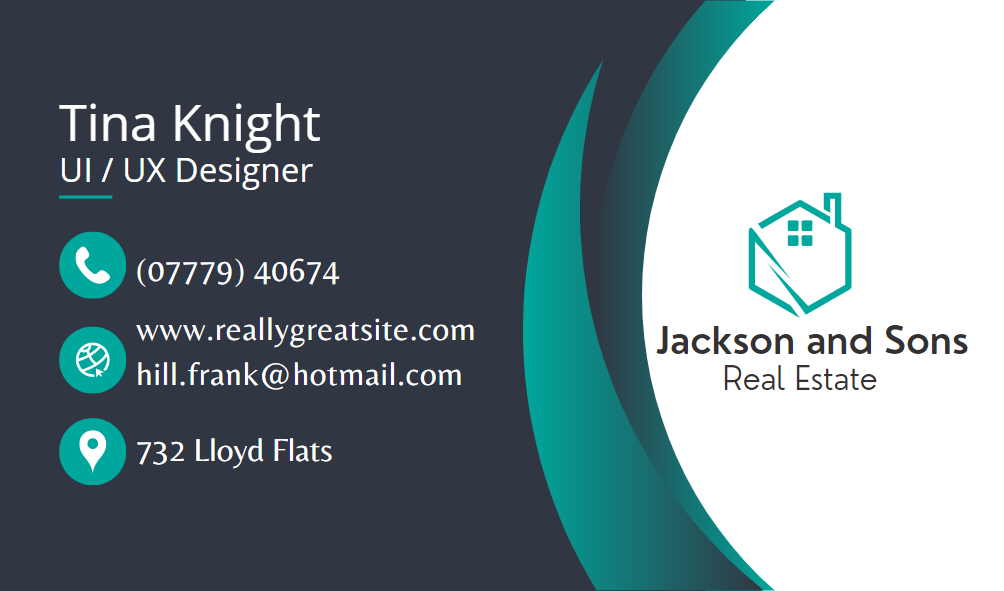 Tina Knight
UI / UX Designer
(07779) 40674
www.reallygreatsite.com
hill.frank@hotmail.com
732 Lloyd Flats
Jackson and Sons
Real Estate